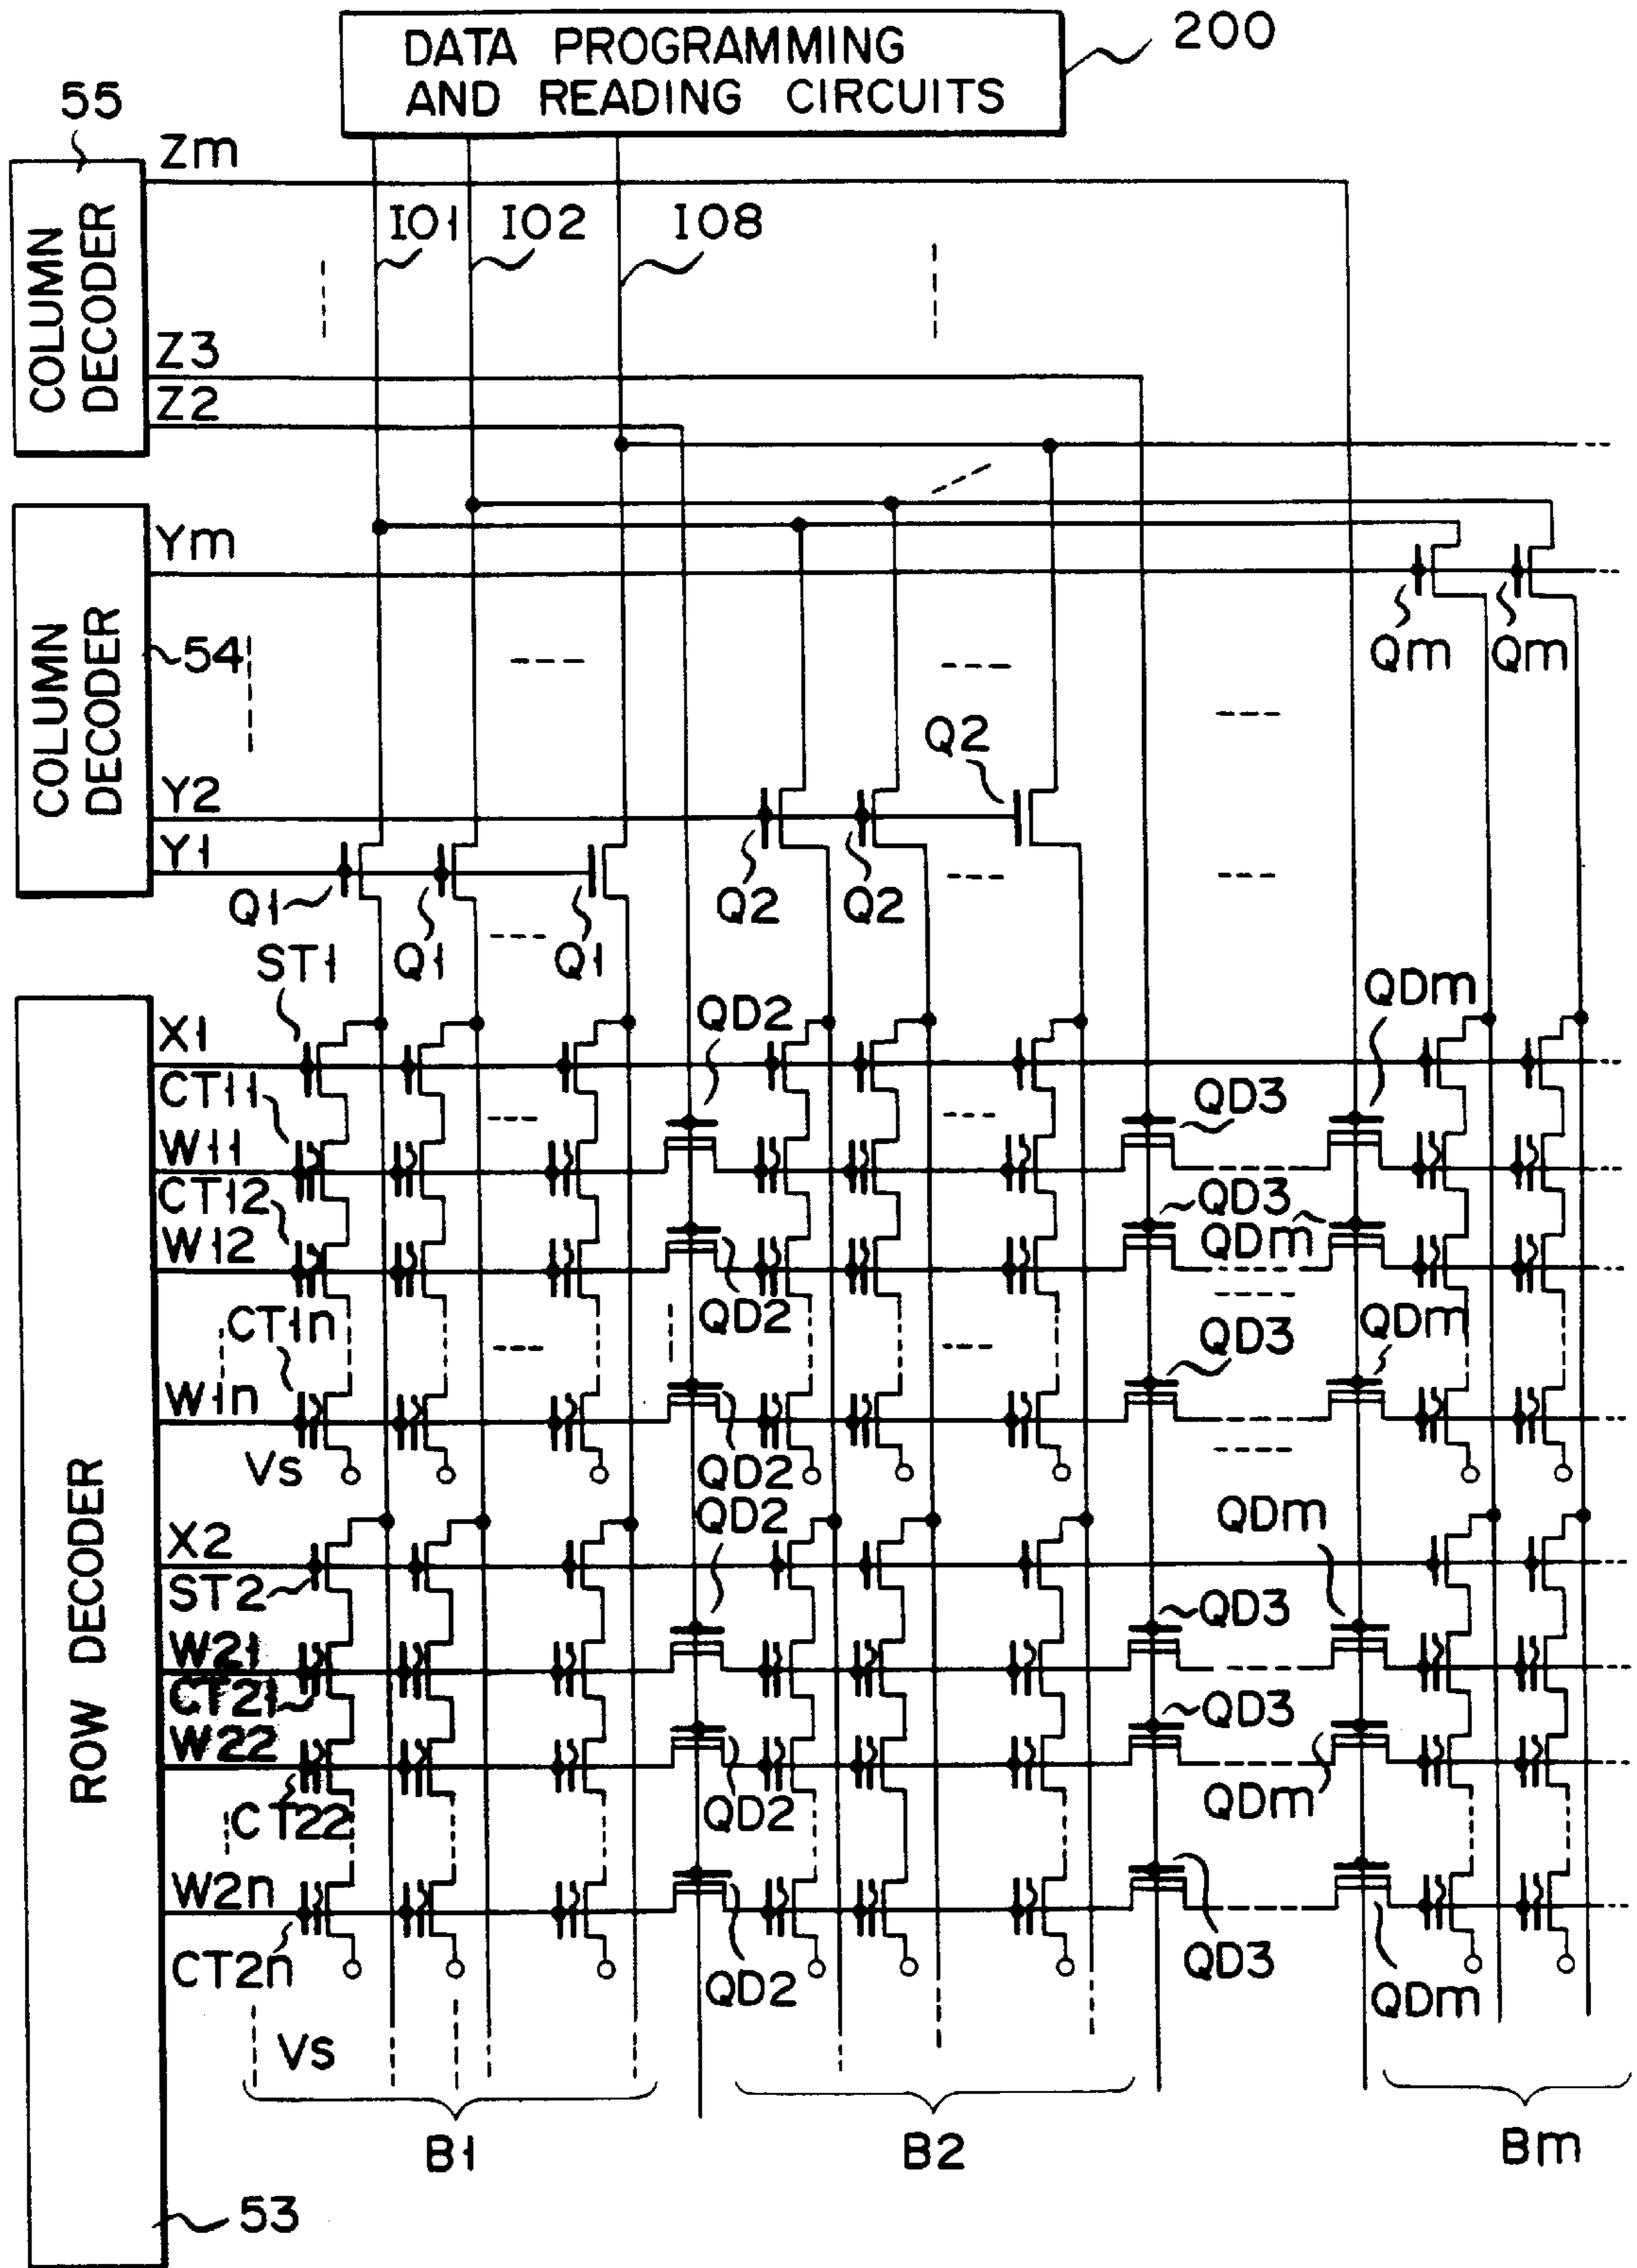 DATA PROGRAMMING
AND READING CIRCUITS
200
55
Zm
COLUMN
DECODER
IO1
IO2
IO8
Z3
Z2
COLUMN
DECODER
Ym
54
Qm
Qm
Q2
Y2
Y1
Q1
Q1
Q1
Q2
Q2
ST1
QD2
QDm
X1
CT11
QD3
W11
CT12
QD3
W12
QDm
CT1n
QD2
QD3
QDm
W1n
Vs
QD2
QD2
QDm
X2
ST2
QD3
W21
CT21
QD3
W22
CT22
QD2
QDm
W2n
CT2n
QD2
QD3
QDm
Vs
ROW DECODER
B1
B2
Bm
53